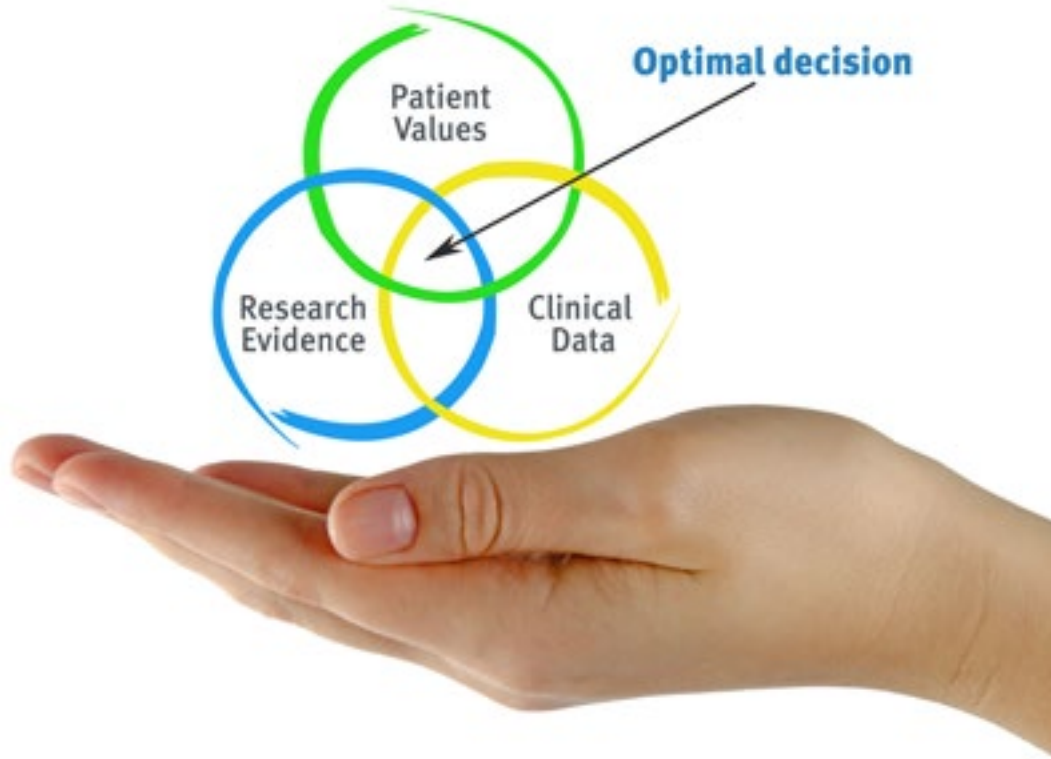 Optimal decision
Patient
Values
Research
Evidence
Clinical
Data